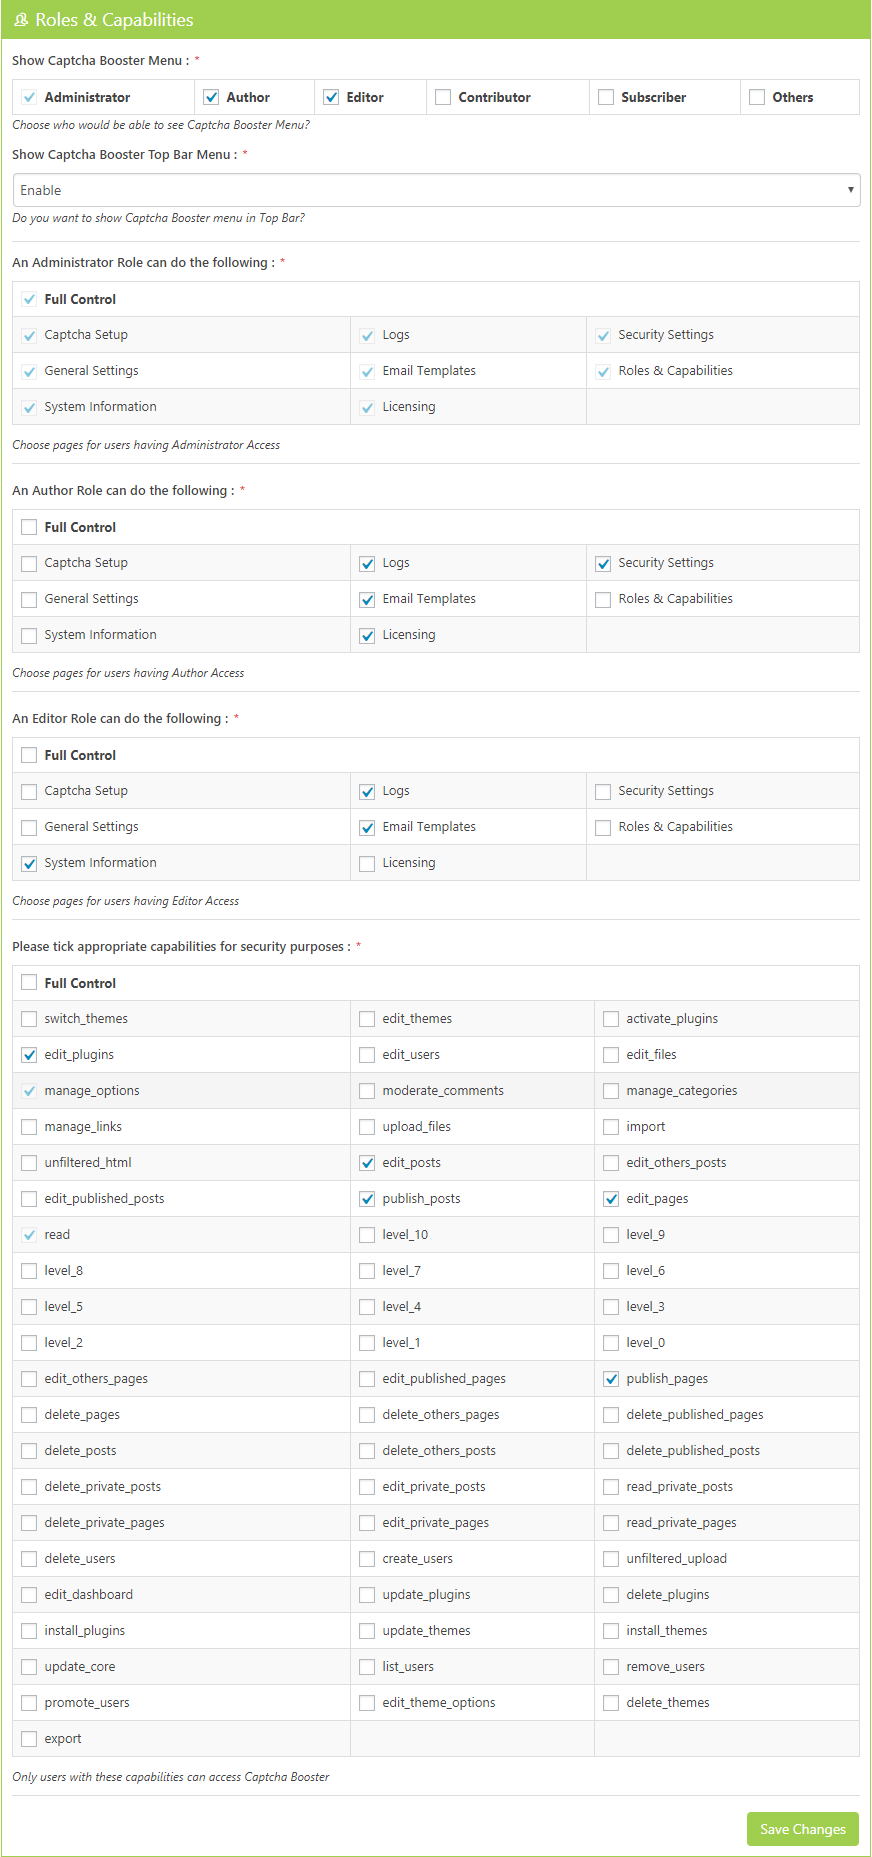 Roles & Capabilities
Show Captcha Booster Menu : *
Administrator Author Editor Contributor Subscriber Others
Choose who would be able to see Captcha Booster Menu?
Show Captcha Booster Top Bar Menu : *
Enable
Do you want to show Captcha Booster menu in Top Bar?
An Administrator Role can do the following : *
Full Control
Captcha Setup Logs Security Settings
General Settings Email Templates Roles & Capabilities
System Information Licensing
Choose pages for users having Administrator Access
An Author Role can do the following : *
Full Control
Captcha Setup Logs Security Settings
General Settings Email Templates Roles & Capabilities
System Information Licensing
Choose pages for users having Author Access
An Editor Role can do the following : *
Full Control
Captcha Setup Logs Security Settings
General Settings Email Templates Roles & Capabilities
System Information Licensing
Choose pages for users having Editor Access
Please tick appropriate capabilities for security purposes : *
Full Control
switch_themes edit_themes activate_plugins
edit_plugins edit_users edit_files
manage_options moderate_comments manage_categories
manage_links upload_files import
unfiltered_html edit_posts edit_others_posts
edit_published_posts publish_posts edit_pages
read level_10 level_9
level_8 level_7 level_6
level_5 level_4 level_3
level_2 level_1 level_0
edit_others_pages edit_published_pages publish_pages
delete_pages delete_others_pages delete_published_pages
delete_posts delete_others_posts delete_published_posts
delete_private_posts edit_private_posts read_private_posts
delete_private_pages edit_private_pages read_private_pages
delete_users create_users unfiltered_upload
edit_dashboard update_plugins delete_plugins
install_plugins update_themes install_themes
update_core list_users remove_users
promote_users edit_theme_options delete_themes
export
Only users with these capabilities can access Captcha Booster
Save Changes